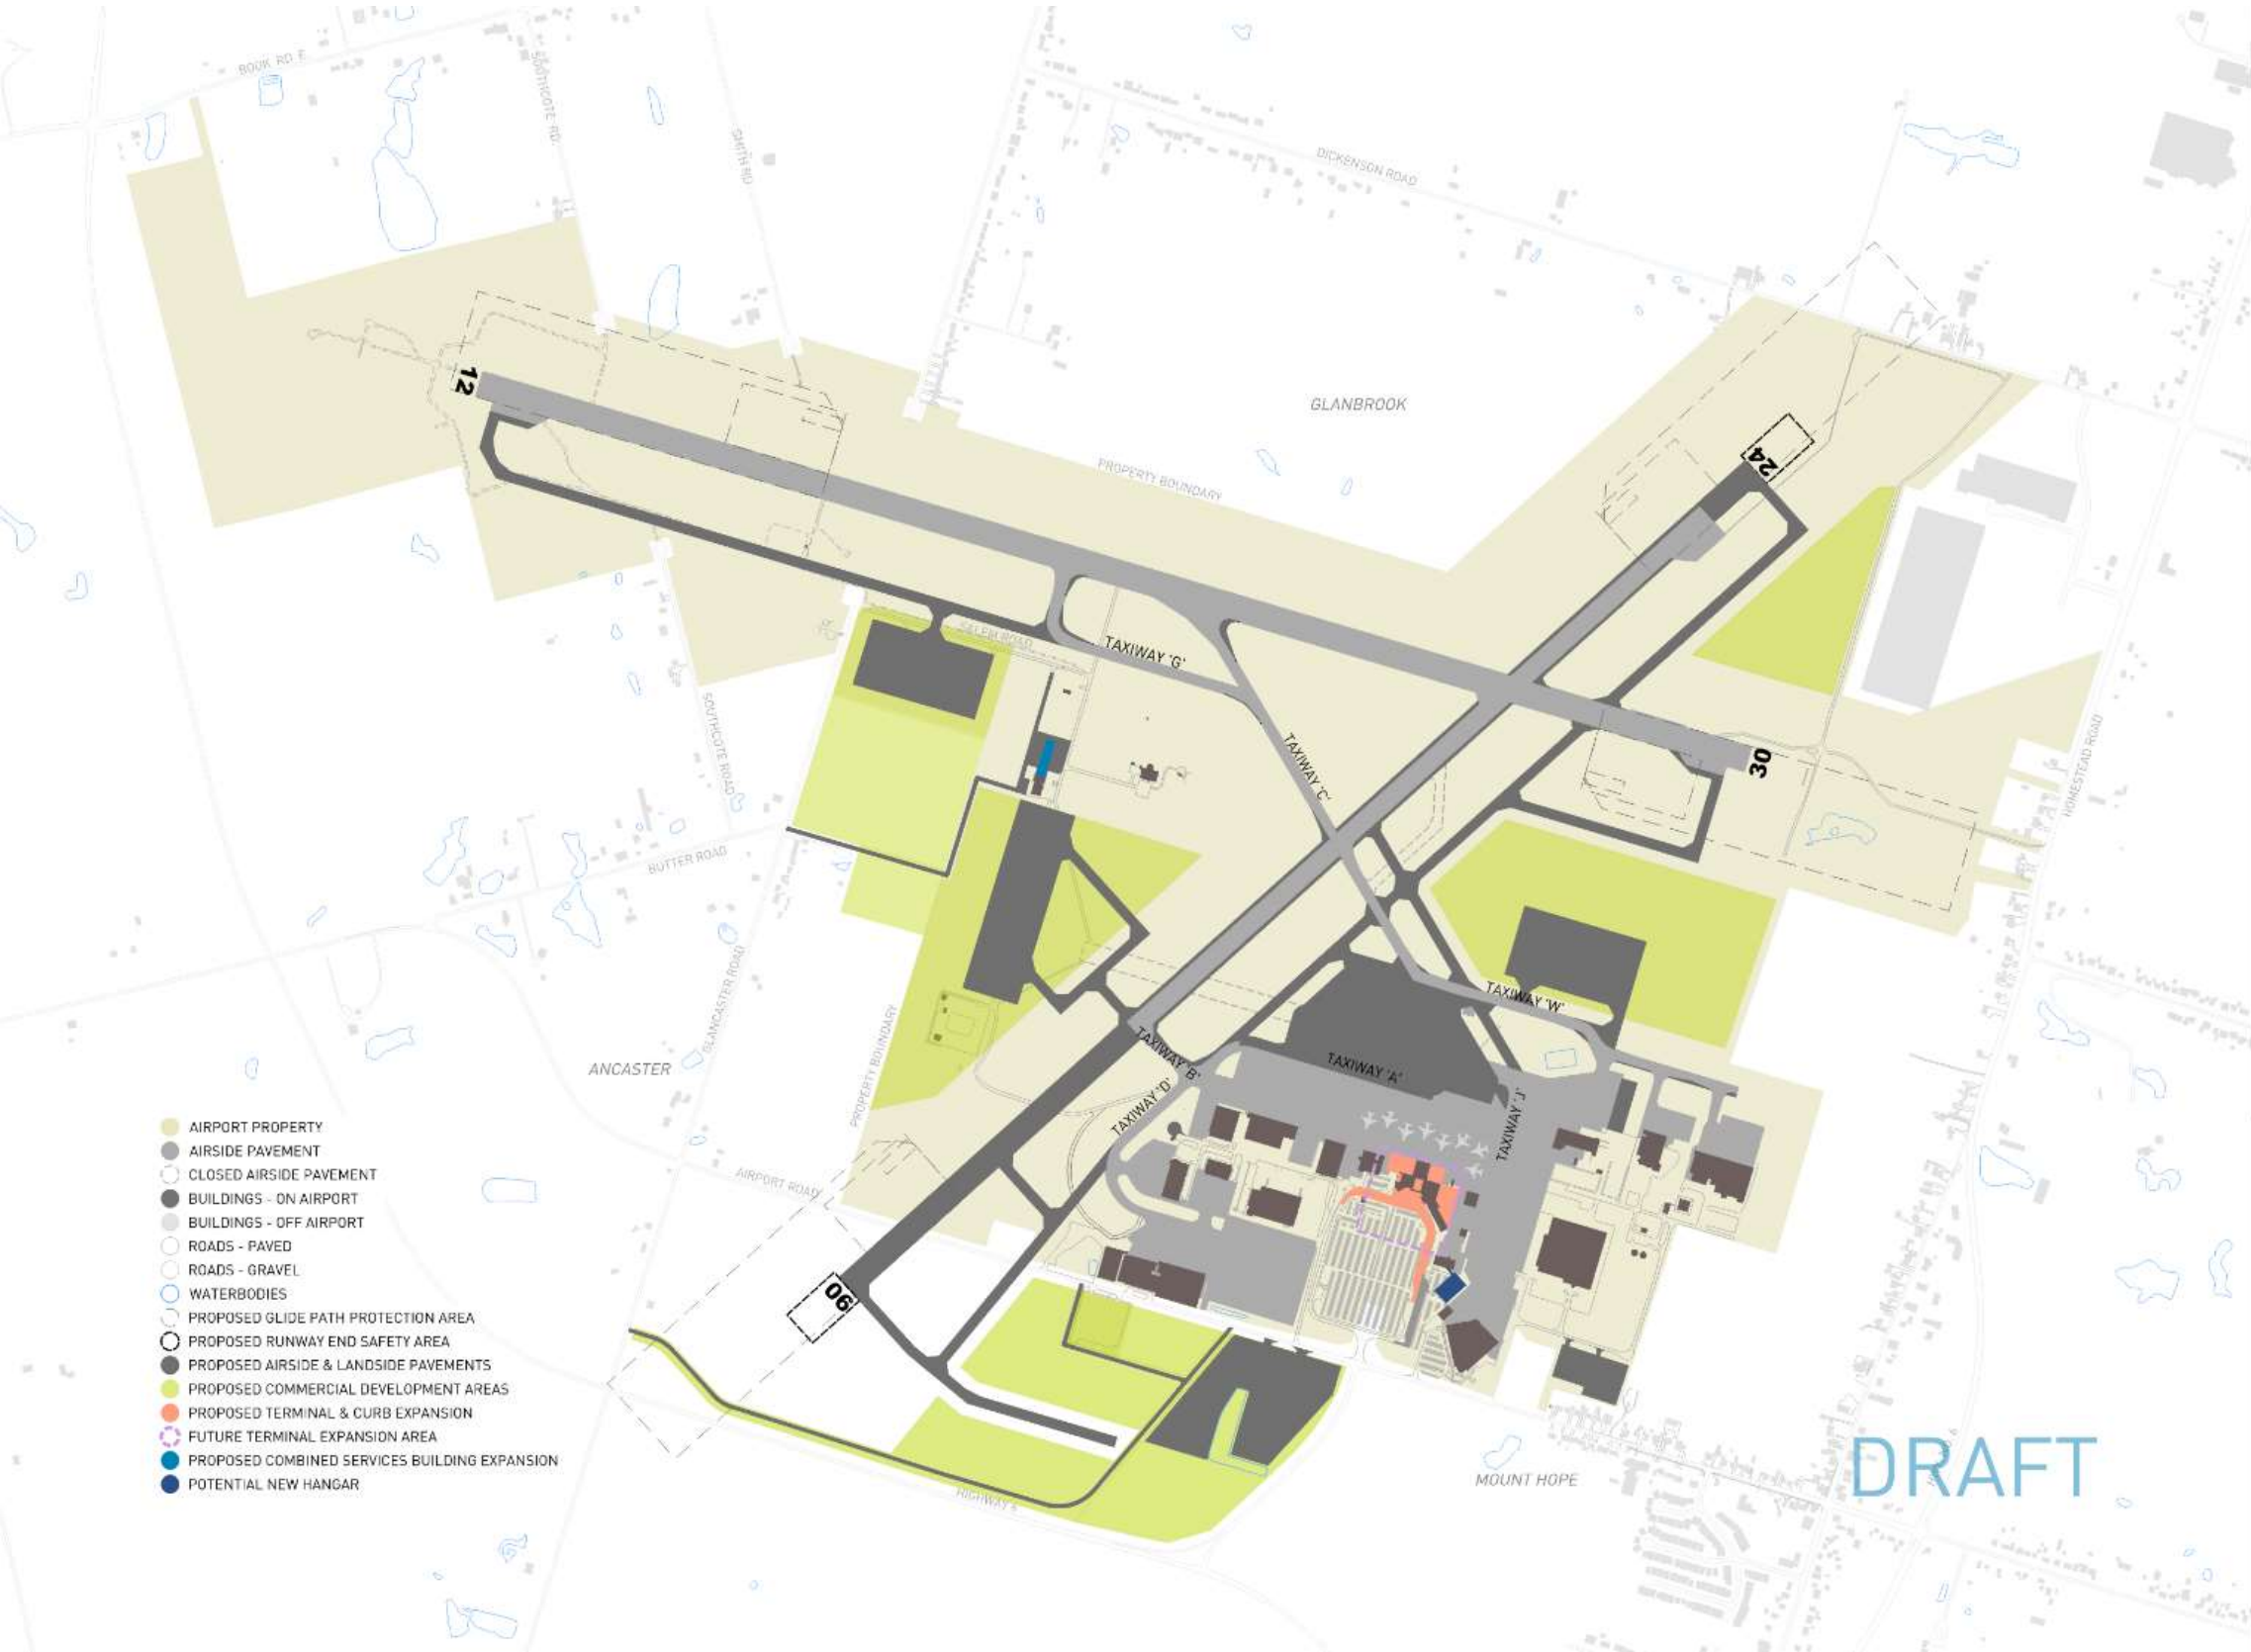 BOOK RD E
SOUTHCOTE RD.
SMITH RD
DICKENSON ROAD
12
GLANBROOK
24
PROPERTY BOUNDARY
SALEM ROAD
TAXIWAY 'G'
SOUTHCOTE ROAD
TAXIWAY 'C'
30
HOMESTEAD ROAD
BUTTER ROAD
GLANCASTER ROAD
TAXIWAY 'W'
PROPERTY BOUNDARY
ANCASTER
TAXIWAY 'B'
TAXIWAY 'A'
TAXIWAY 'D'
TAXIWAY 'J'
AIRPORT ROAD
06
AIRPORT PROPERTY
AIRSIDE PAVEMENT
CLOSED AIRSIDE PAVEMENT
BUILDINGS - ON AIRPORT
BUILDINGS - OFF AIRPORT
ROADS - PAVED
ROADS - GRAVEL
WATERBODIES
PROPOSED GLIDE PATH PROTECTION AREA
PROPOSED RUNWAY END SAFETY AREA
PROPOSED AIRSIDE & LANDSIDE PAVEMENTS
PROPOSED COMMERCIAL DEVELOPMENT AREAS
PROPOSED TERMINAL & CURB EXPANSION
FUTURE TERMINAL EXPANSION AREA
PROPOSED COMBINED SERVICES BUILDING EXPANSION
POTENTIAL NEW HANGAR
HIGHWAY 6
MOUNT HOPE
DRAFT